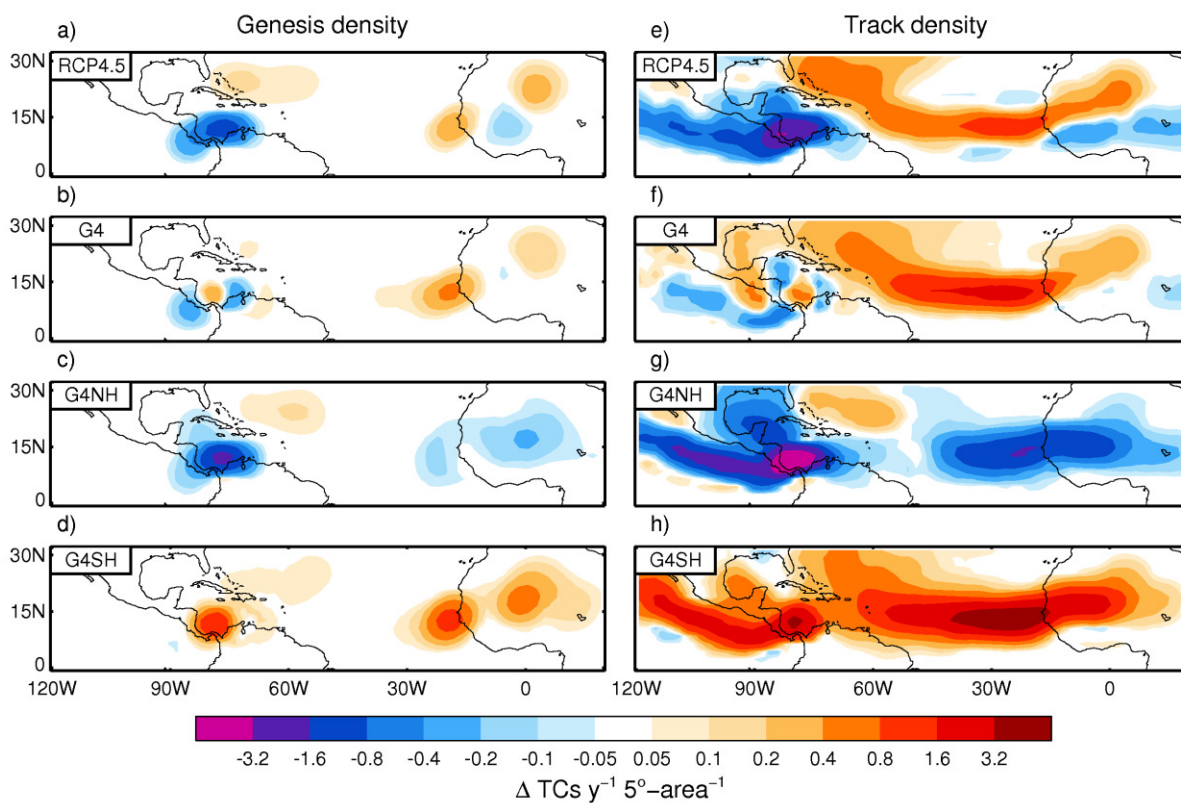 Genesis density
Track density
a)
e)
30N
RCP4.5
RCP4.5
15N
0
b)
f)
30N
G4
G4
15N
0
c)
g)
30N
G4NH
G4NH
15N
0
d)
h)
30N
G4SH
G4SH
15N
0
120W 90W 60W 30W 0
120W 90W 60W 30W 0
-3.2 -1.6 -0.8 -0.4 -0.2 -0.1 -0.05 0.05 0.1 0.2 0.4 0.8 1.6 3.2
Δ TCs y⁻¹ 5°−area⁻¹